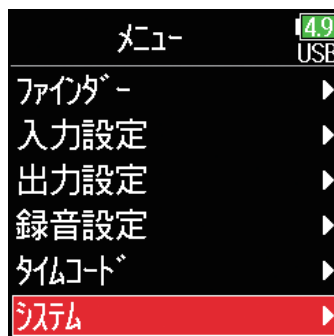 メニュー
4.9
USB
ファインダー
入力設定
出力設定
録音設定
タイムコード
システム